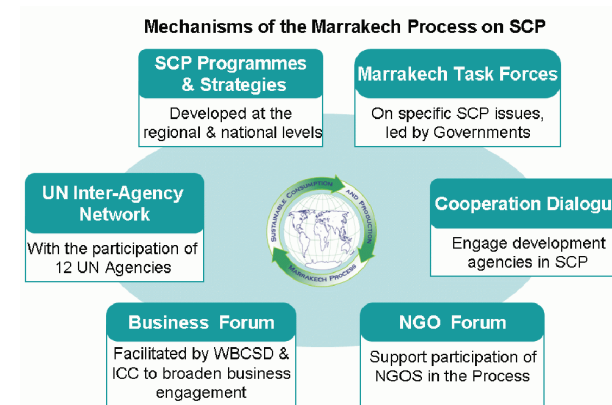 Mechanisms of the Marrakech Process on SCP
SCP Programmes
& Strategies
Developed at the
regional & national levels
Marrakech Task Forces
On specific SCP issues,
led by Governments
UN Inter-Agency
Network
With the participation of
12 UN Agencies
SUSTAINABLE CONSUMPTION
AND PRODUCTION
MARRAKECH PROCESS
Cooperation Dialogu
Engage development
agencies in SCP
Business Forum
Facilitated by WBCSD &
ICC to broaden business
engagement
NGO Forum
Support participation of
NGOS in the Process